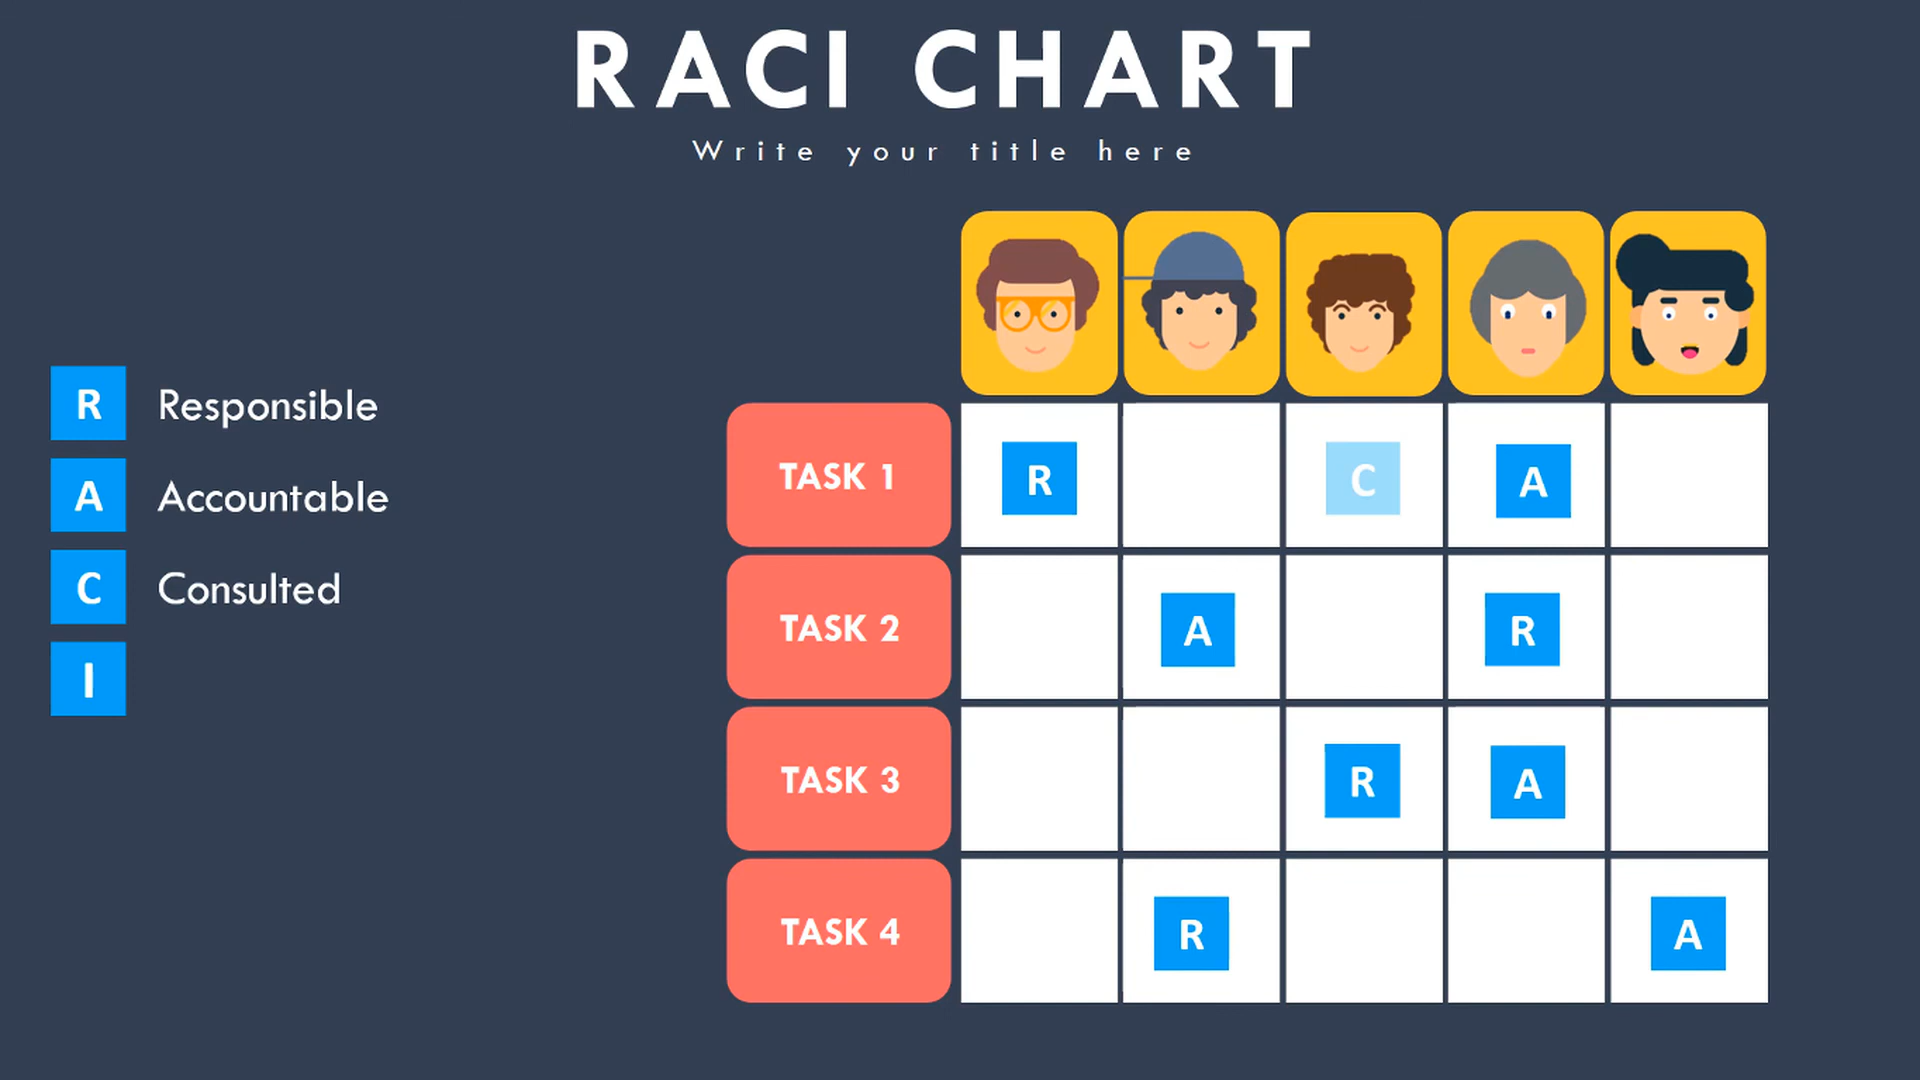 RACI CHART
Write your title here
R Responsible
A Accountable
C Consulted
I
TASK 1 R C A
TASK 2 A R
TASK 3 R A
TASK 4 R A